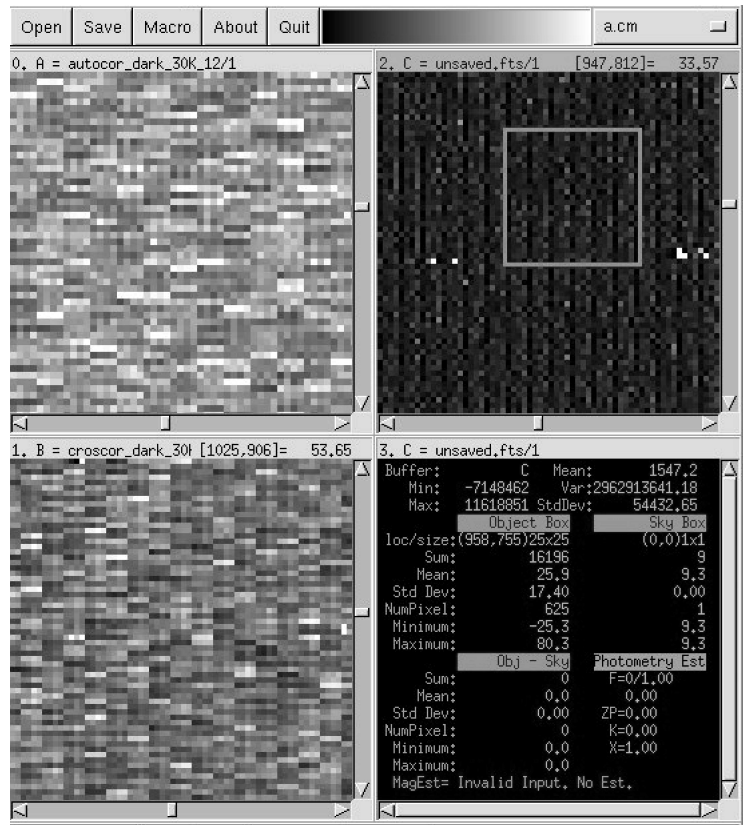 Open Save Macro About Quit a.cm
0. A = autocor_dark_30K_12/1
2. C = unsaved.fts/1 [947,812]= 33.57
1. B = croscor_dark_30K [1025,906]= 53.65
3. C = unsaved.fts/1
Buffer: C Mean: 1547.2
Min: -7148462 Var:2962913641.18
Max: 11618851 StdDev: 54432.65
Object Box Sky Box
loc/size:(958,755)25x25 (0,0)1x1
Sum: 16196 9
Mean: 25.9 9.3
Std Dev: 17.40 0.00
NumPixel: 625 1
Minimum: -25.3 9.3
Maximum: 80.3 9.3
Obj - Sky Photometry Est
Sum: 0 F=0/1.00
Mean: 0.0 0.00
Std Dev: 0.00 ZP=0.00
NumPixel: 0 K=0.00
Minimum: 0.0 X=1.00
Maximum: 0.0
MagEst= Invalid Input. No Est.